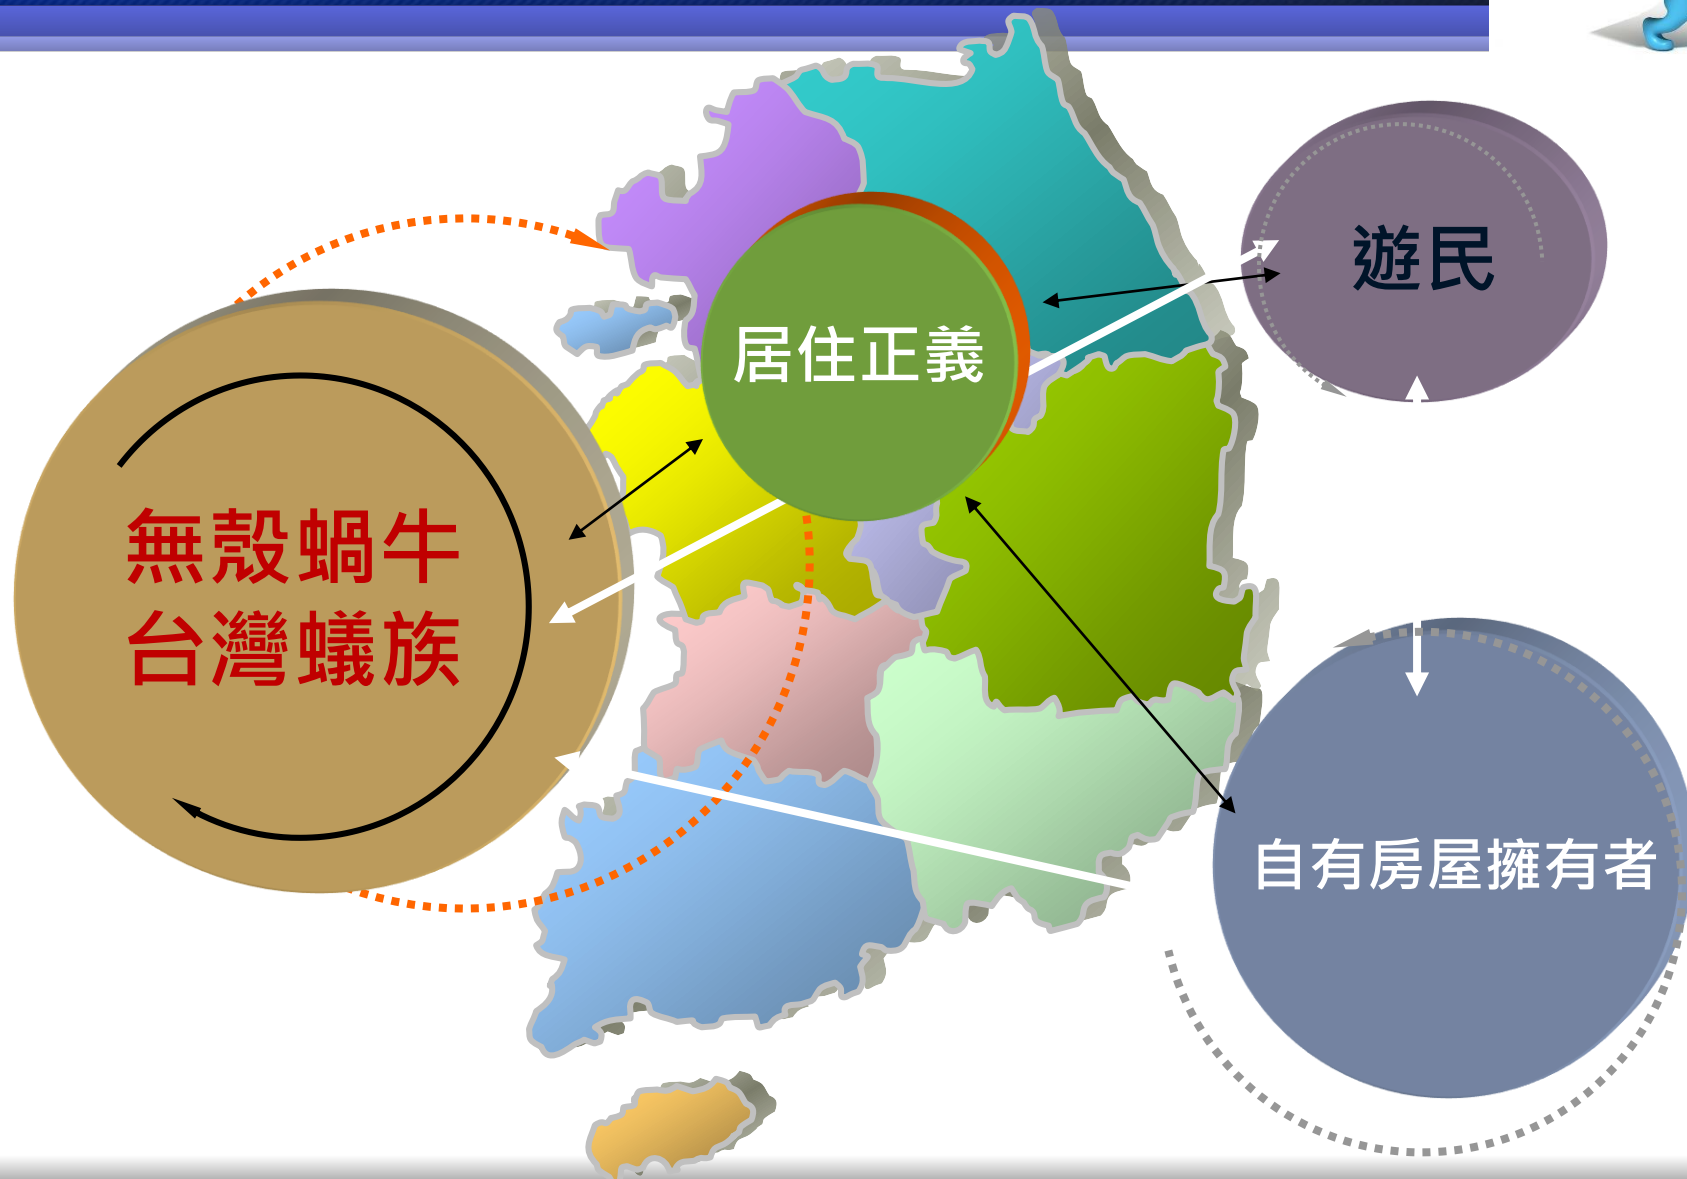 遊民
居住正義
無殼蝸牛
台灣蟻族
自有房屋擁有者